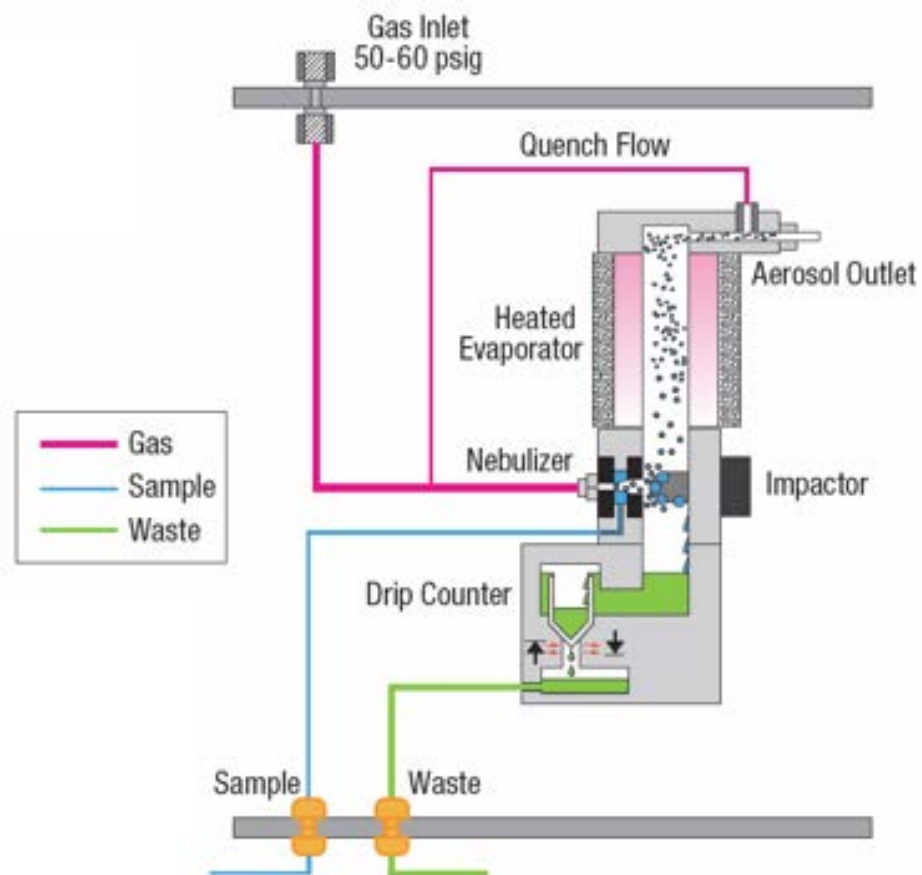 Gas Inlet
50-60 psig
Quench Flow
Aerosol Outlet
Heated
Evaporator
Gas
Sample
Waste
Nebulizer
Impactor
Drip Counter
Sample
Waste